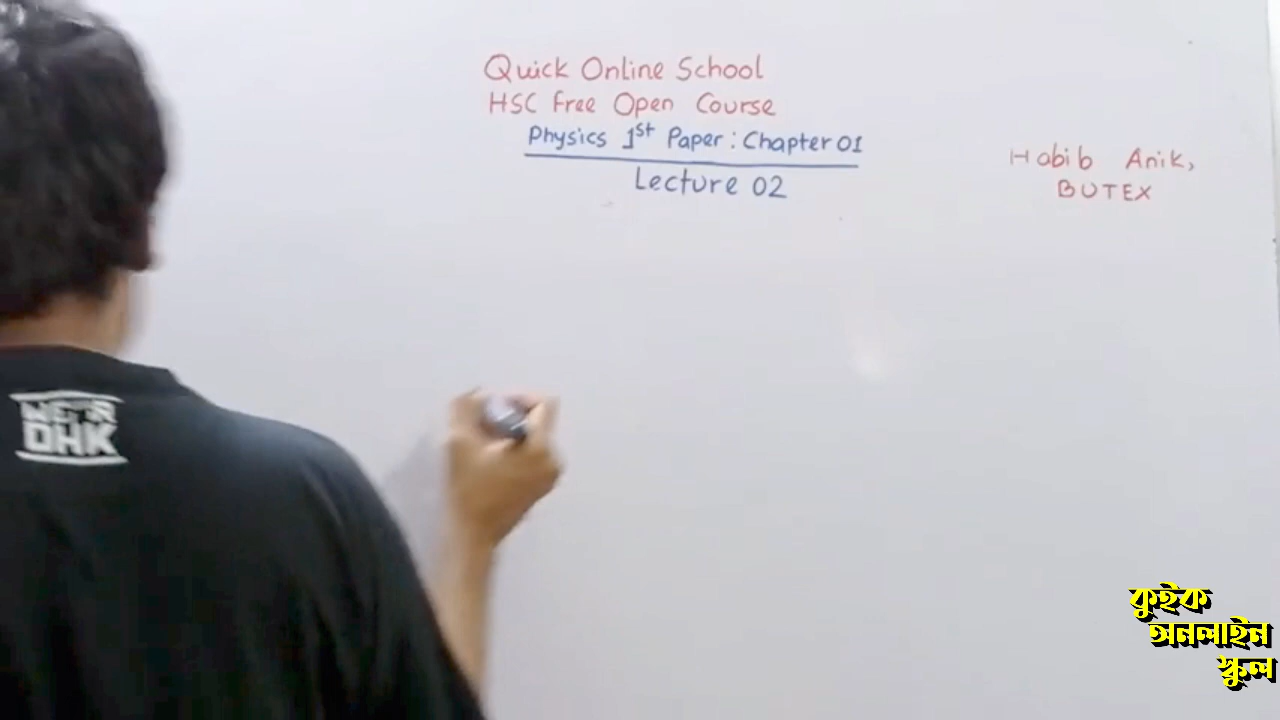 Quick Online School
HSC Free Open Course
Physics 1st Paper : Chapter 01
Lecture 02
Habib Anik,
BUTEX
DHK
কুইক
অনলাইন
স্কুল